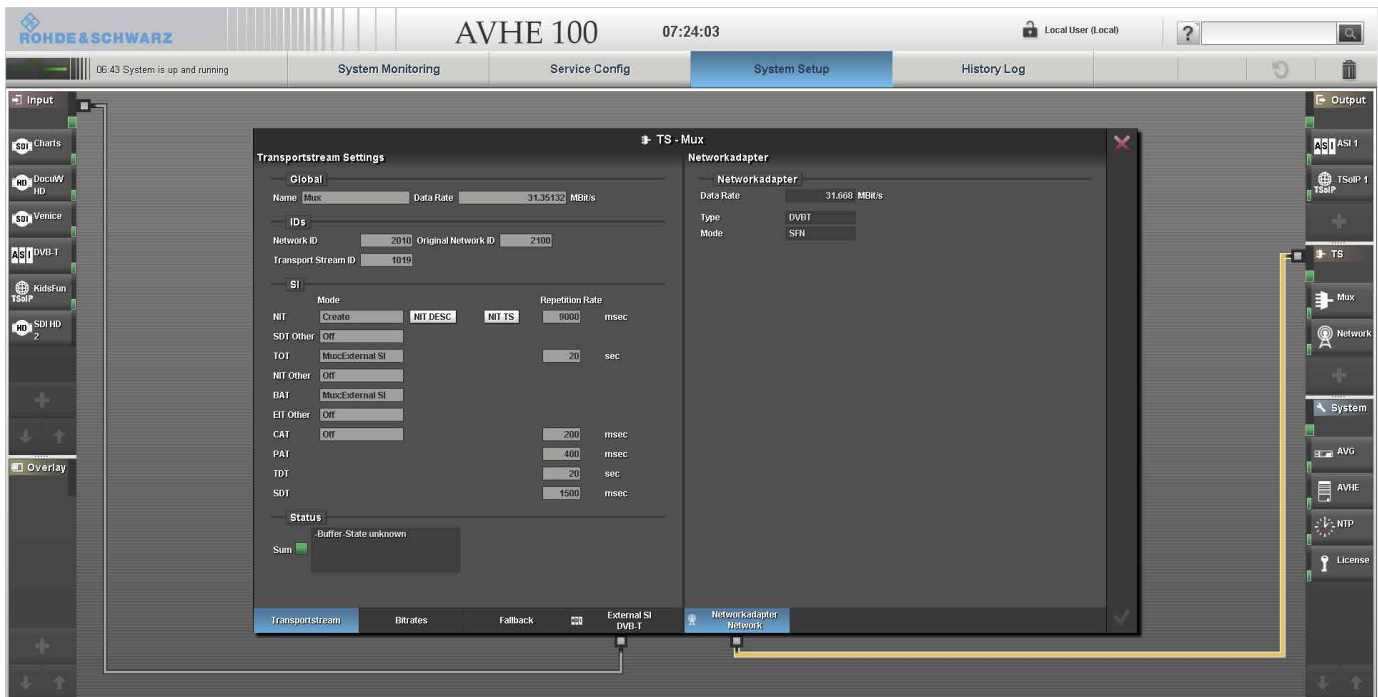 ROHDE & SCHWARZ
AVHE 100
07:24:03
Local User (Local)
?
06:43 System is up and running
System Monitoring
Service Config
System Setup
History Log
Input
SDI Charts
HD DocuW HD
SDI Venice
ASI DVB-T
TSoIP KidsFun
HD SDI HD 2
Overlay
TS - Mux
Transportstream Settings
Global
Name Mux Data Rate 31.35132 MBit/s
IDs
Network ID 2010 Original Network ID 2100
Transport Stream ID 1019
SI
Mode Repetition Rate
NIT Create NIT DESC NIT TS 9000 msec
SDT Other Off
TOT Mux:External SI 20 sec
NIT Other Off
BAT Mux:External SI
EIT Other Off
CAT Off 200 msec
PAT 400 msec
TDT 20 sec
SDT 1500 msec
Status
-Buffer-State unknown
Sum
Transportstream
Bitrates
Fallback
ASI External SI DVB-T
Networkadapter
Networkadapter
Data Rate 31.668 MBit/s
Type DVBT
Mode SFN
Networkadapter Network
Output
ASI ASI 1
TSoIP TSoIP 1
TS
Mux
Network
System
AVG
AVHE
NTP
License